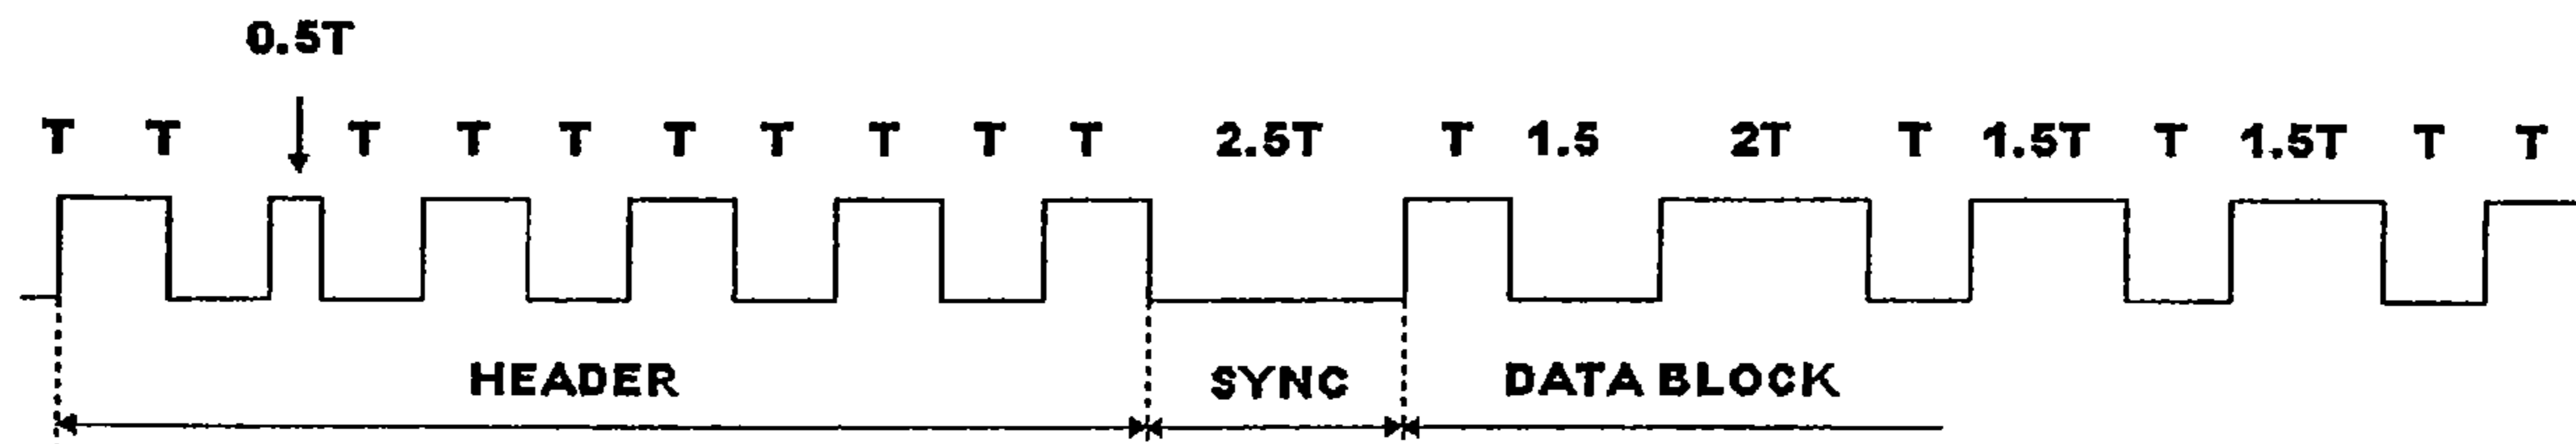 0.5T
T T T T T T T T T T 2.5T T 1.5 2T T 1.5T T 1.5T T T
HEADER SYNC DATA BLOCK